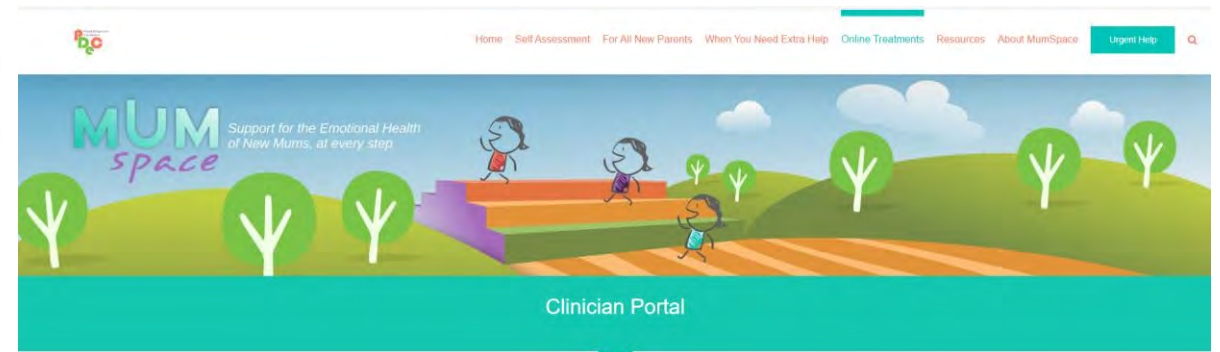 PDeC
Home Self Assessment For All New Parents When You Need Extra Help Online Treatments Resources About MumSpace Urgent Help
MUM
space
Support for the Emotional Health
of New Mums, at every step
Clinician Portal